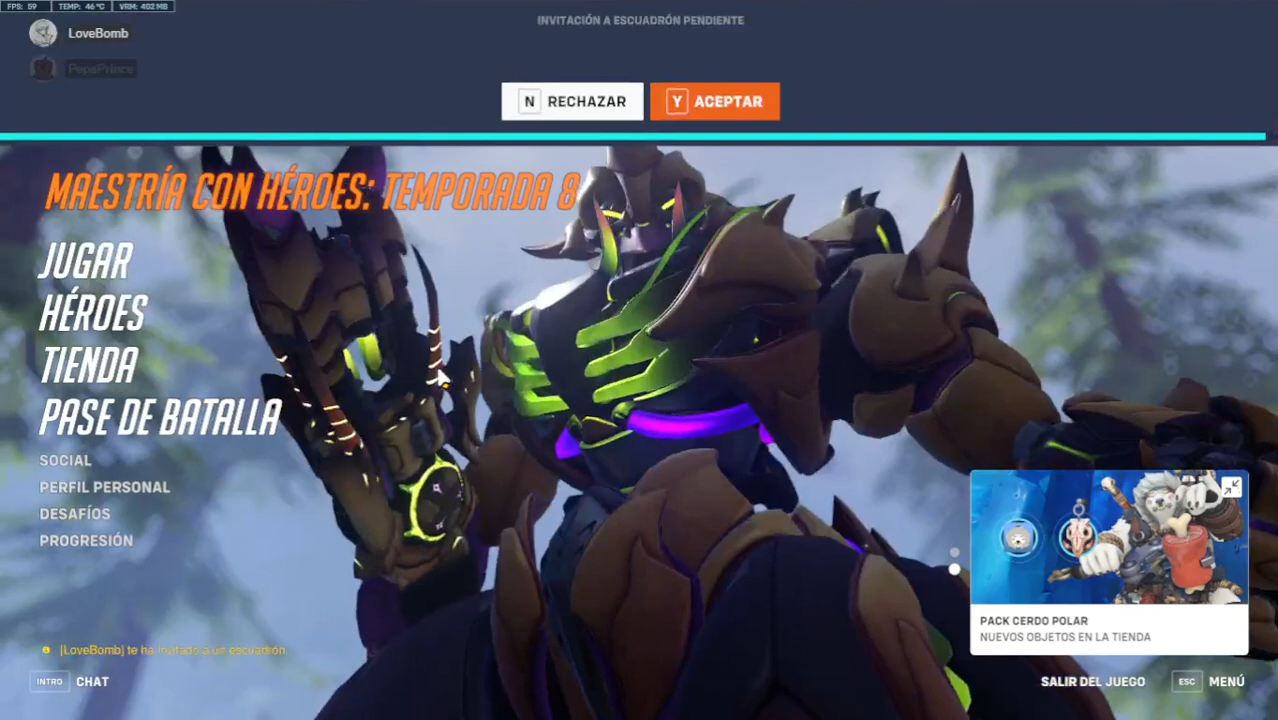 FPS: 59 TEMP: 46 °C VRM: 402 MB
LoveBomb
PepaPrince
INVITACIÓN A ESCUADRÓN PENDIENTE
N RECHAZAR
Y ACEPTAR
MAESTRÍA CON HÉROES: TEMPORADA 8
JUGAR
HÉROES
TIENDA
PASE DE BATALLA
SOCIAL
PERFIL PERSONAL
DESAFÍOS
PROGRESIÓN
PACK CERDO POLAR
NUEVOS OBJETOS EN LA TIENDA
[LoveBomb] te ha invitado a un escuadrón
INTRO CHAT
SALIR DEL JUEGO
ESC MENÚ